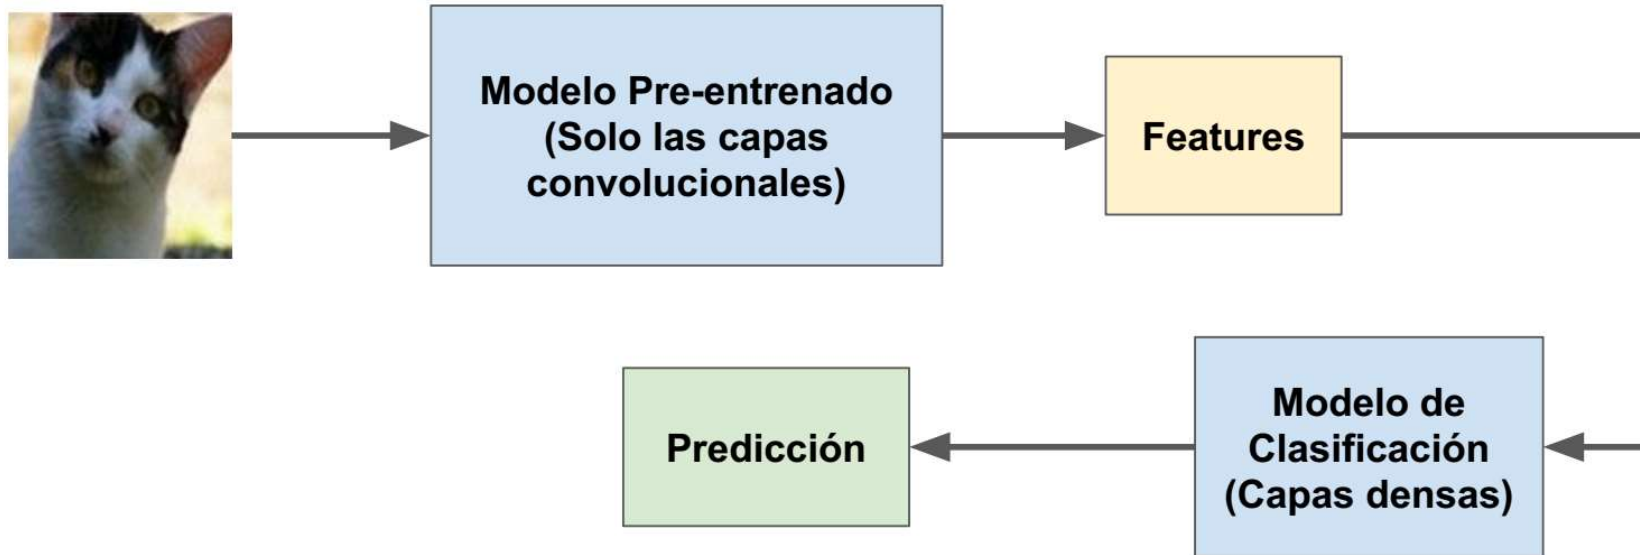 Modelo Pre-entrenado
(Solo las capas
convolucionales)
Features
Modelo de
Clasificación
(Capas densas)
Predicción